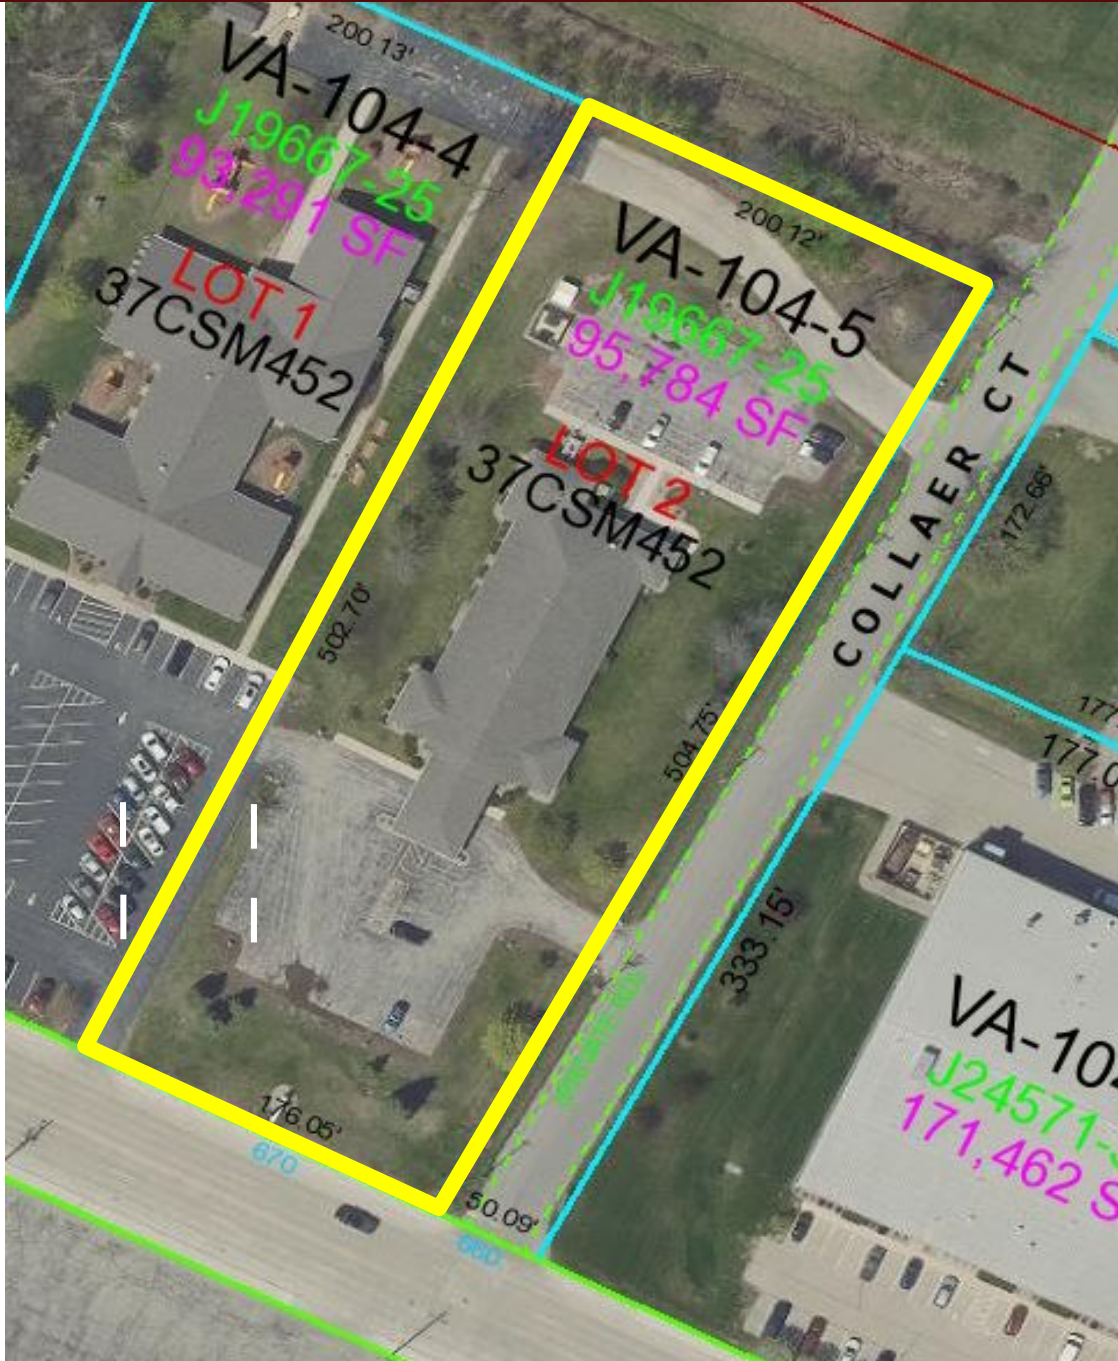 200.13'
VA-104-4
J19667-25
93,291 SF
LOT 1
37CSM452
200.12'
VA-104-5
J19667-25
95,784 SF
LOT 2
37CSM452
COLLAER CT
172.66'
502.70'
504.75'
177.
177.0
333.15'
VA-104
J24571-
171,462 S
176.05'
670
50.09'
660